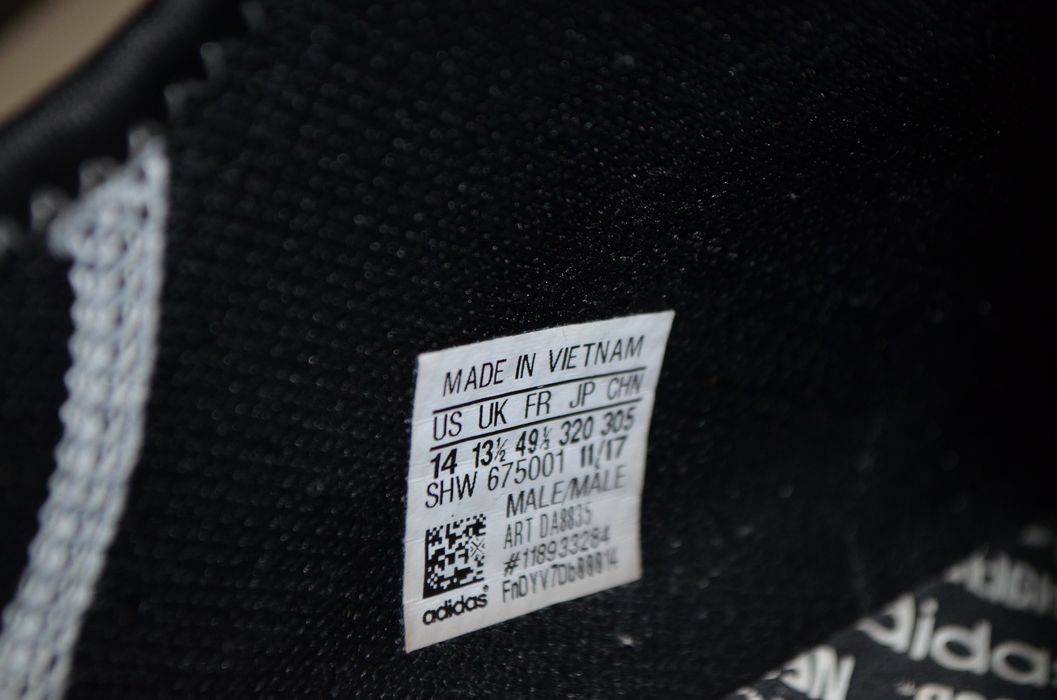 MADE IN VIETNAM
US UK FR JP CHN
14 13½ 49⅓ 320 305
SHW 675001 11/17
MALE/MALE
ART DA8835
#118933284
adidas